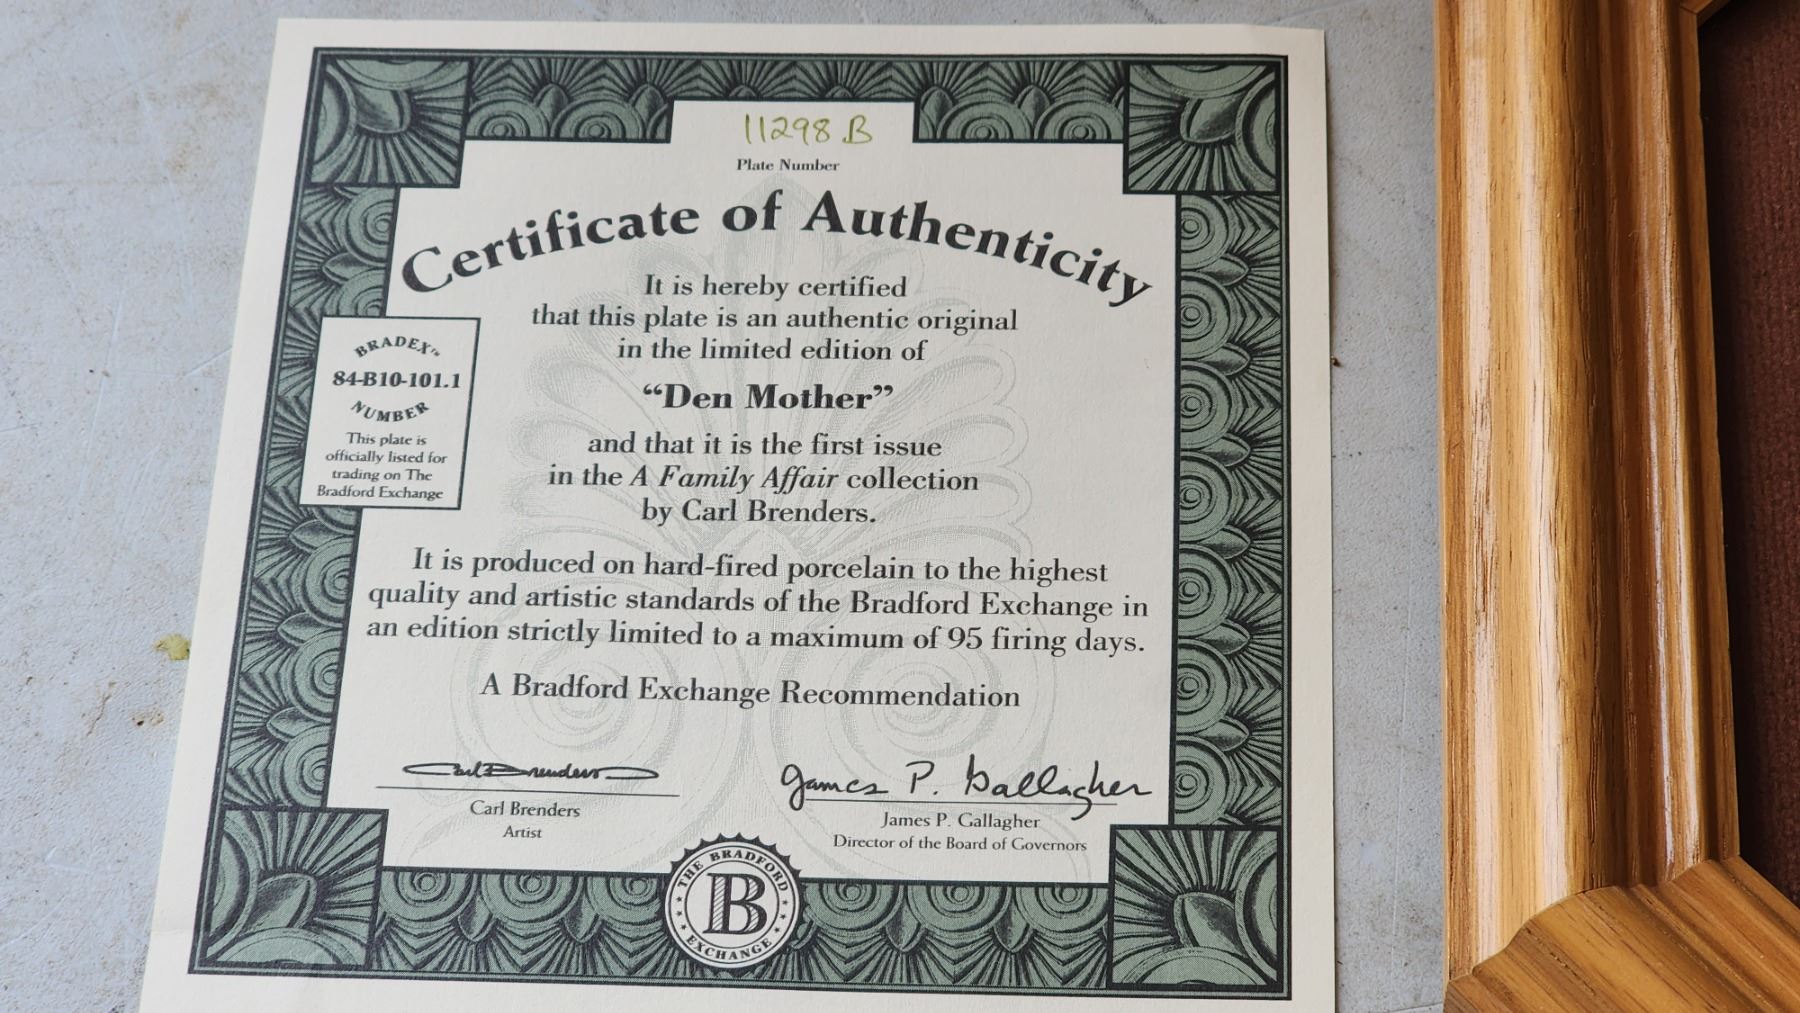 11298 B
Plate Number
Certificate of Authenticity
It is hereby certified
that this plate is an authentic original
in the limited edition of
“Den Mother”
and that it is the first issue
in the A Family Affair collection
by Carl Brenders.
BRADEX™
84-B10-101.1
NUMBER
This plate is
officially listed for
trading on The
Bradford Exchange
It is produced on hard-fired porcelain to the highest
quality and artistic standards of the Bradford Exchange in
an edition strictly limited to a maximum of 95 firing days.
A Bradford Exchange Recommendation
Carl Brenders
Carl Brenders
Artist
James P. Gallagher
James P. Gallagher
Director of the Board of Governors
THE BRADFORD
B
EXCHANGE